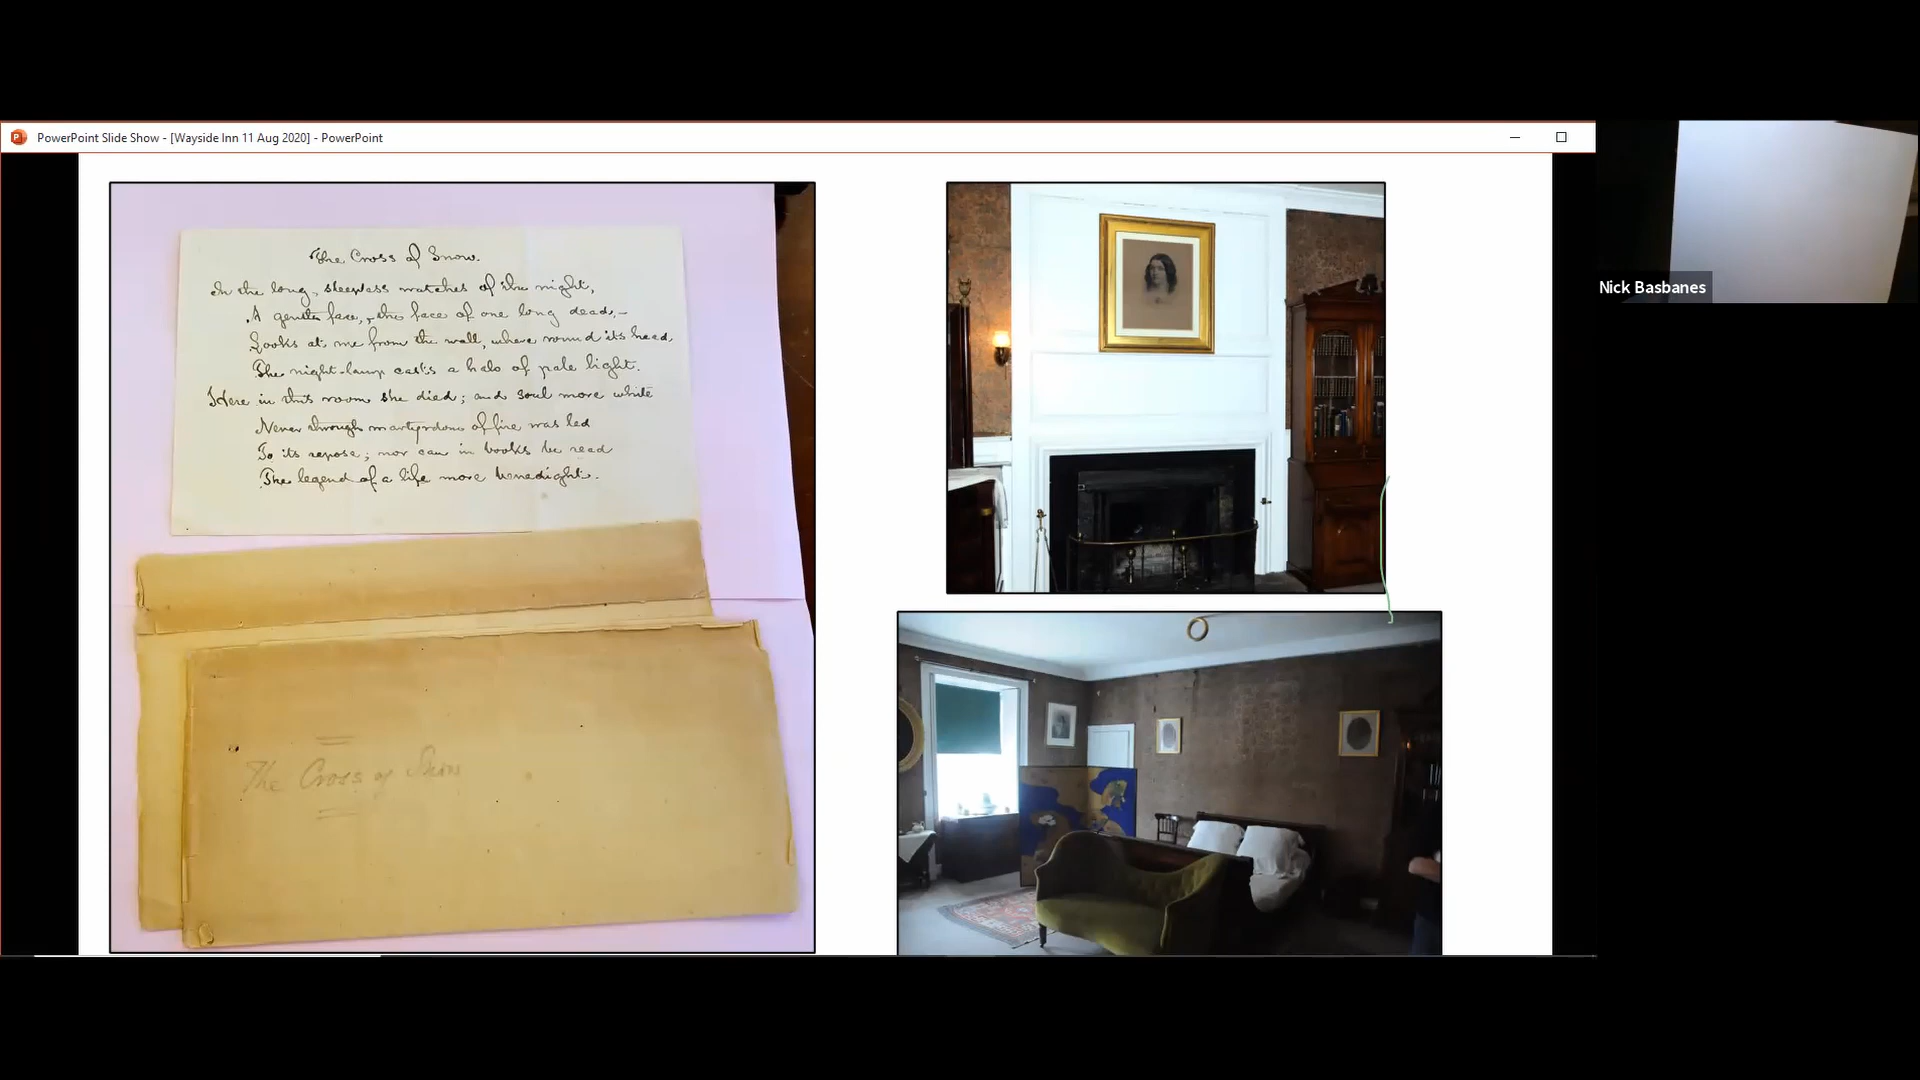 PowerPoint Slide Show - [Wayside Inn 11 Aug 2020] - PowerPoint
The Cross of Snow.
In the long, sleepless watches of the night,
A gentle face, - the face of one long dead, -
Looks at me from the wall, where round its head
The night-lamp casts a halo of pale light.
Here in this room she died; and soul more white
Never through martyrdom of fire was led
To its repose; nor can in books be read
The legend of a life more benedight.
The Cross of Snow
Nick Basbanes